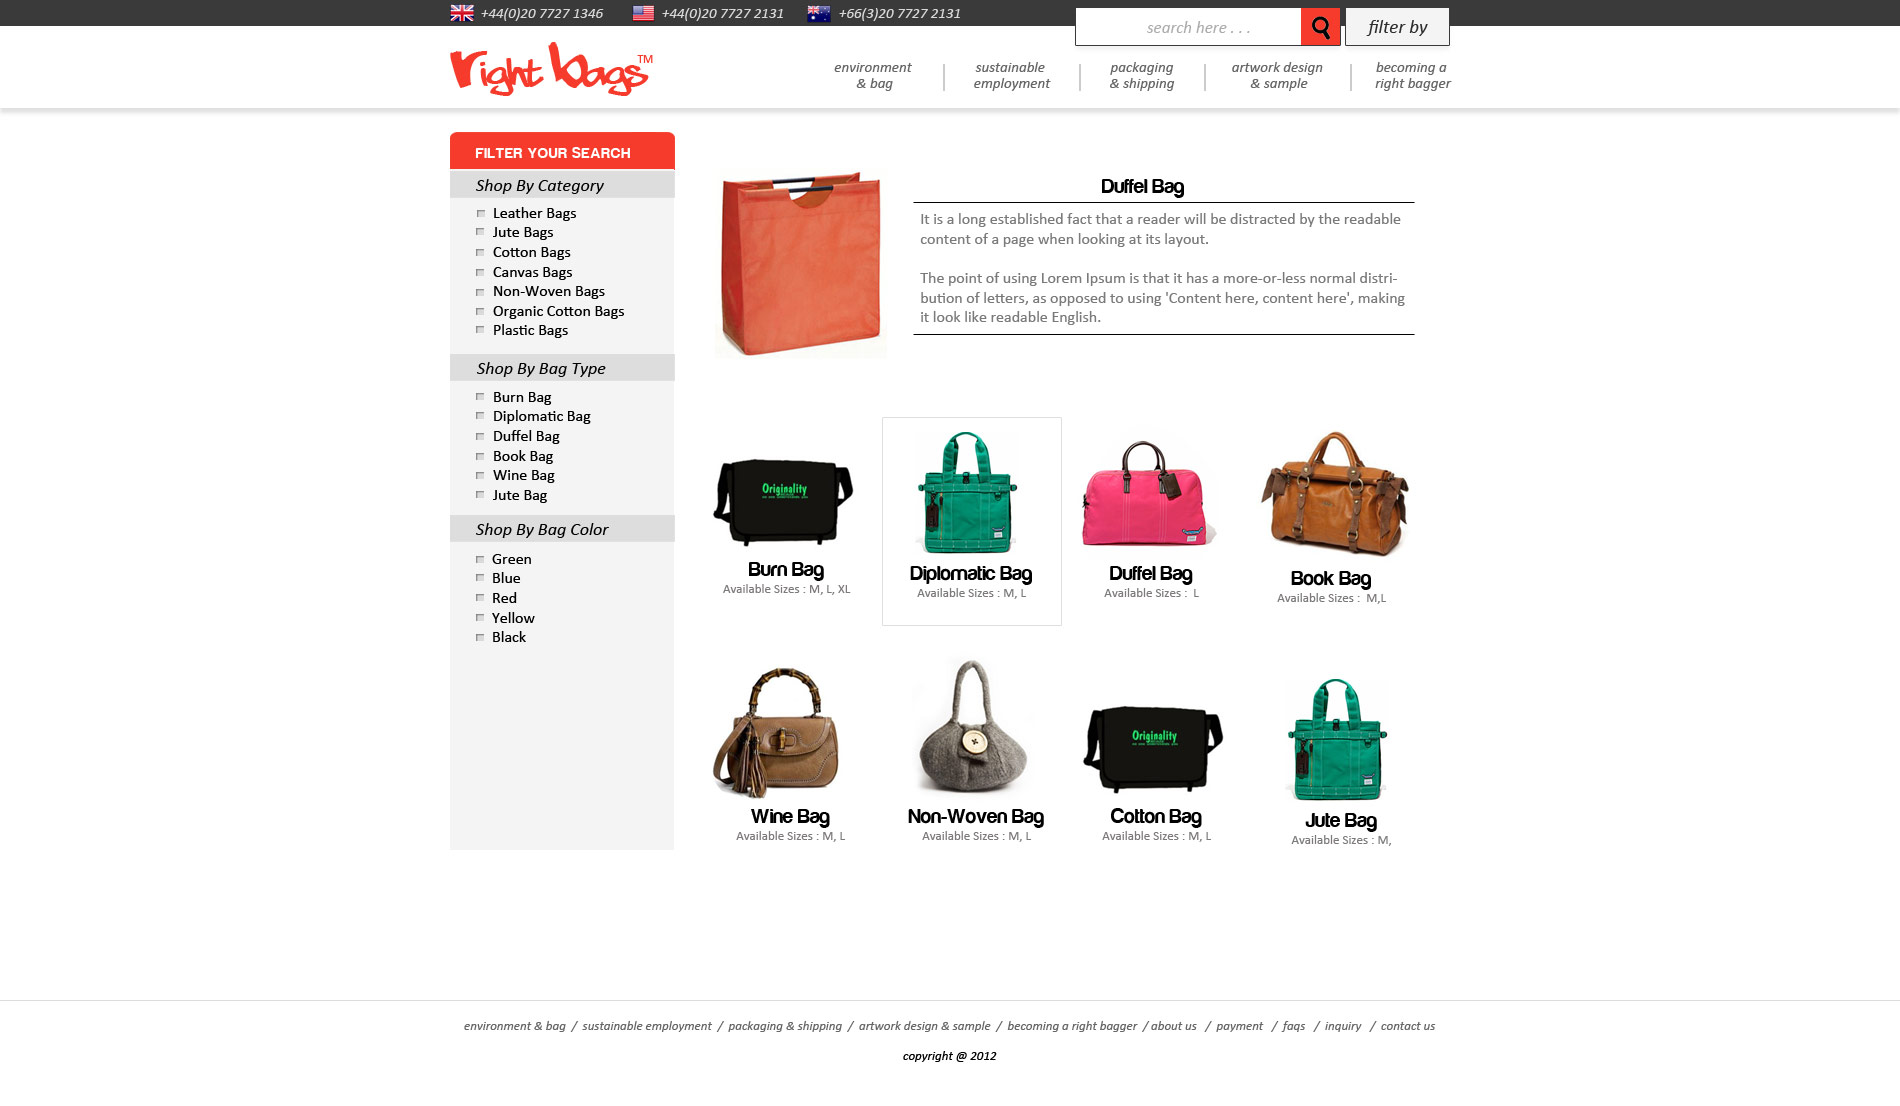 +44(0)20 7727 1346 +44(0)20 7727 2131 +66(3)20 7727 2131
search here . . .
filter by
right bags™
environment
& bag
sustainable
employment
packaging
& shipping
artwork design
& sample
becoming a
right bagger
FILTER YOUR SEARCH
Shop By Category
Leather Bags
Jute Bags
Cotton Bags
Canvas Bags
Non-Woven Bags
Organic Cotton Bags
Plastic Bags
Shop By Bag Type
Burn Bag
Diplomatic Bag
Duffel Bag
Book Bag
Wine Bag
Jute Bag
Shop By Bag Color
Green
Blue
Red
Yellow
Black
Duffel Bag
It is a long established fact that a reader will be distracted by the readable
content of a page when looking at its layout.
The point of using Lorem Ipsum is that it has a more-or-less normal distri-
bution of letters, as opposed to using 'Content here, content here', making
it look like readable English.
Originality
Burn Bag
Available Sizes : M, L, XL
Diplomatic Bag
Available Sizes : M, L
Duffel Bag
Available Sizes : L
Book Bag
Available Sizes : M,L
Wine Bag
Available Sizes : M, L
Non-Woven Bag
Available Sizes : M, L
Originality
Cotton Bag
Available Sizes : M, L
Jute Bag
Available Sizes : M,
environment & bag / sustainable employment / packaging & shipping / artwork design & sample / becoming a right bagger / about us / payment / faqs / inquiry / contact us
copyright @ 2012